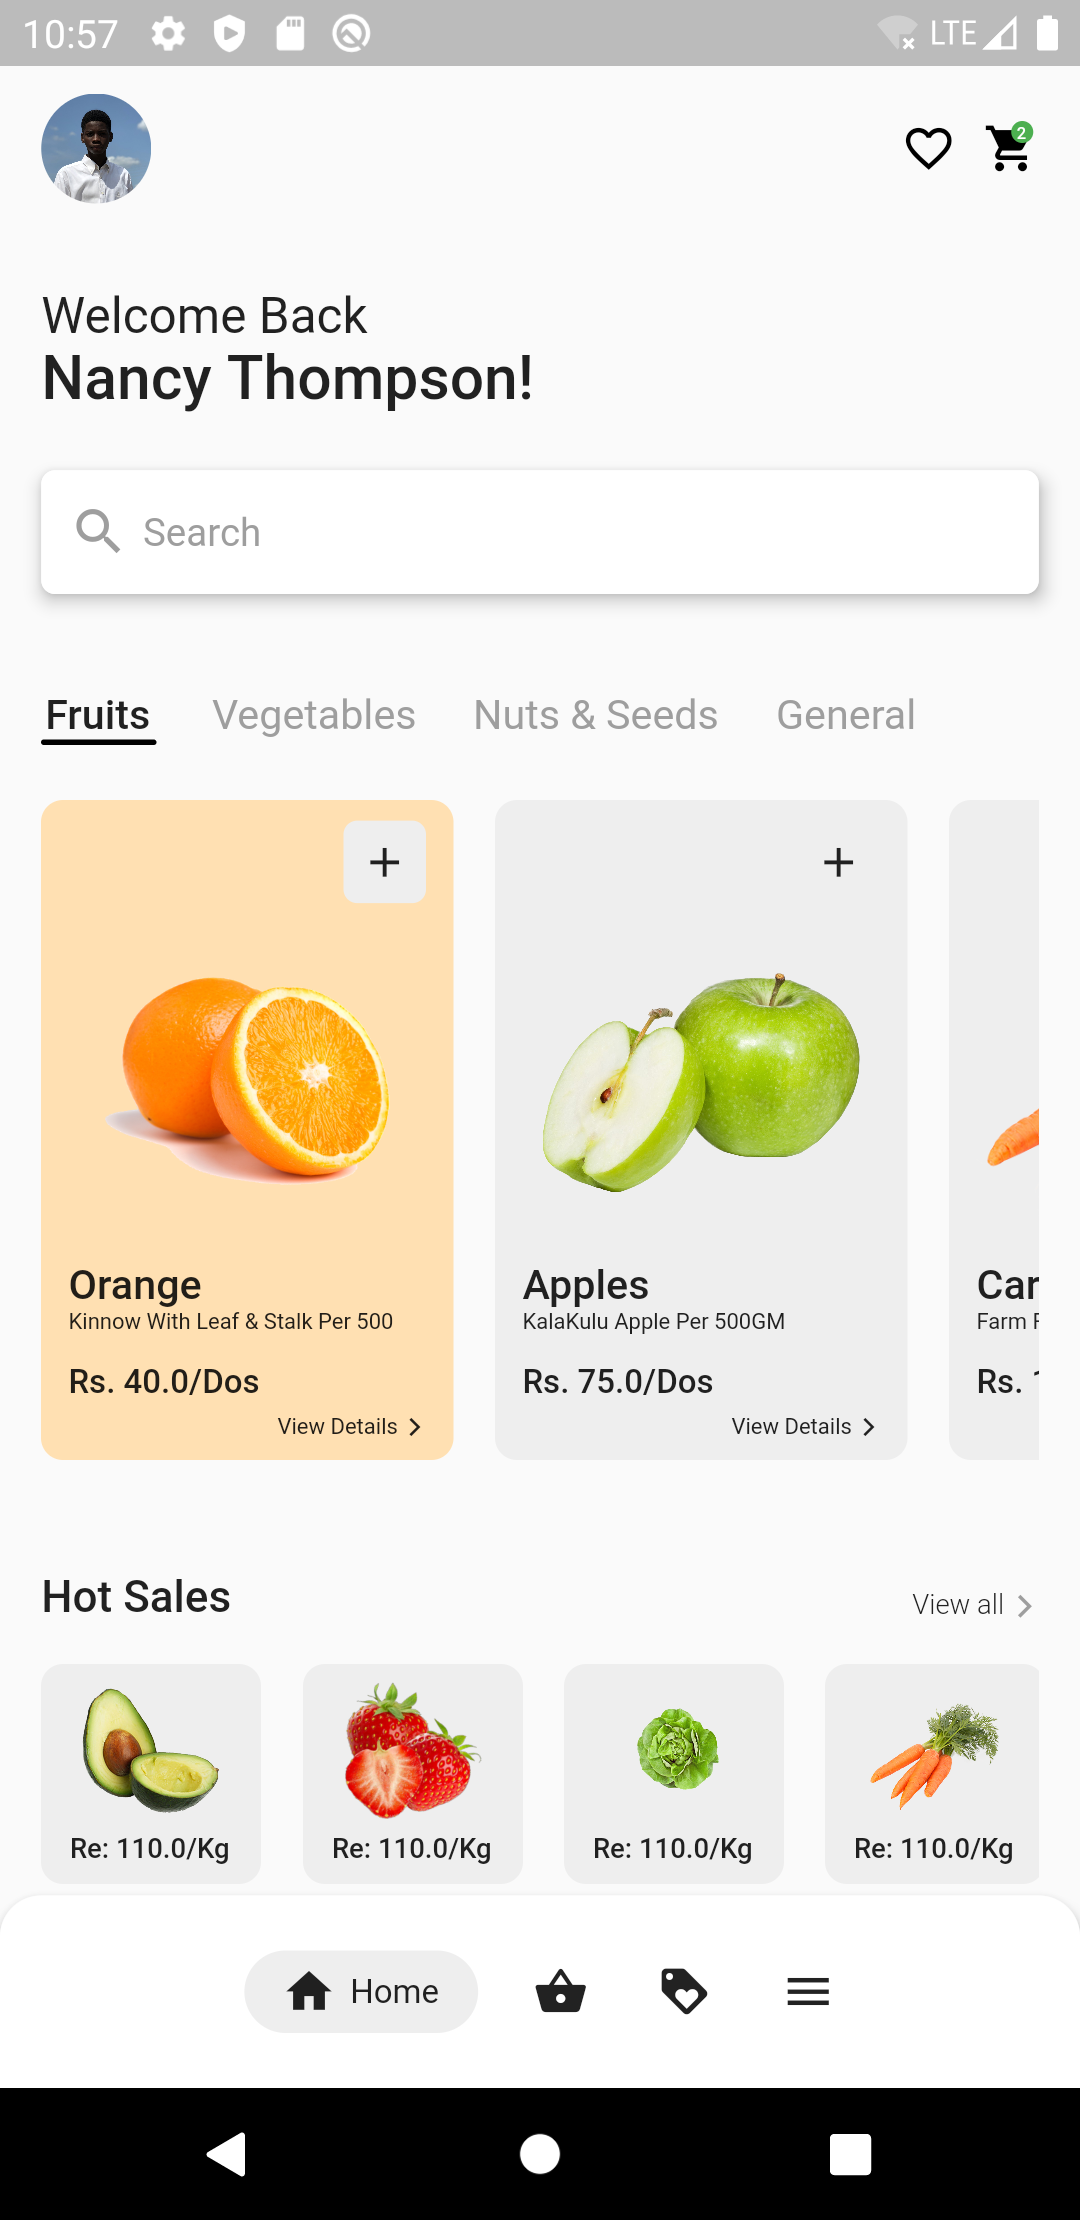 10:57
LTE
2
Welcome Back
Nancy Thompson!
Search
Fruits Vegetables Nuts & Seeds General
Orange
Kinnow With Leaf & Stalk Per 500
Rs. 40.0/Dos
View Details
Apples
KalaKulu Apple Per 500GM
Rs. 75.0/Dos
View Details
Car
Farm
Rs.
Hot Sales
View all
Re: 110.0/Kg
Re: 110.0/Kg
Re: 110.0/Kg
Re: 110.0/Kg
Home